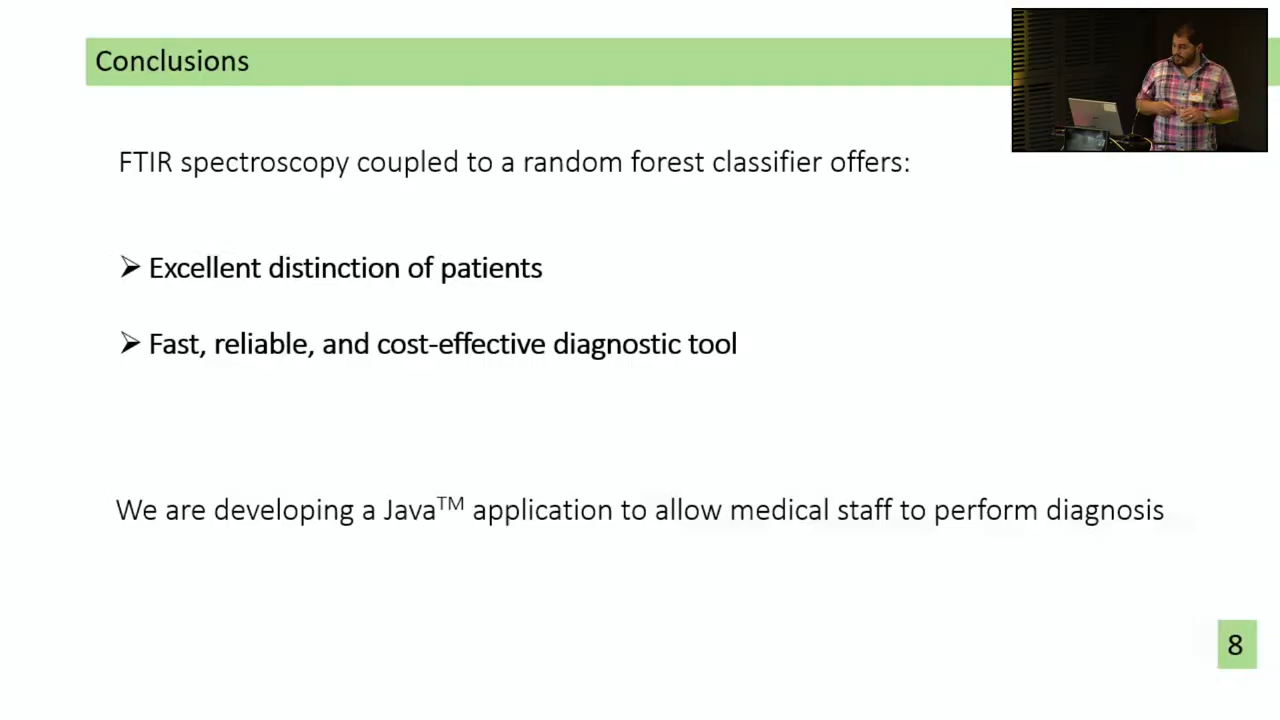 Conclusions
FTIR spectroscopy coupled to a random forest classifier offers:
➢ Excellent distinction of patients
➢ Fast, reliable, and cost-effective diagnostic tool
We are developing a Java™ application to allow medical staff to perform diagnosis
8